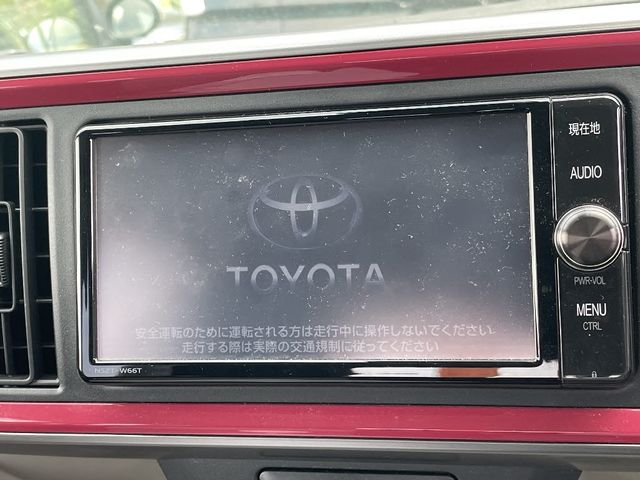 現在地
AUDIO
PWR-VOL
MENU
CTRL
TOYOTA
安全運転のために運転される方は走行中に操作しないでください。
走行する際は実際の交通規制に従ってください
NSZT-W66T